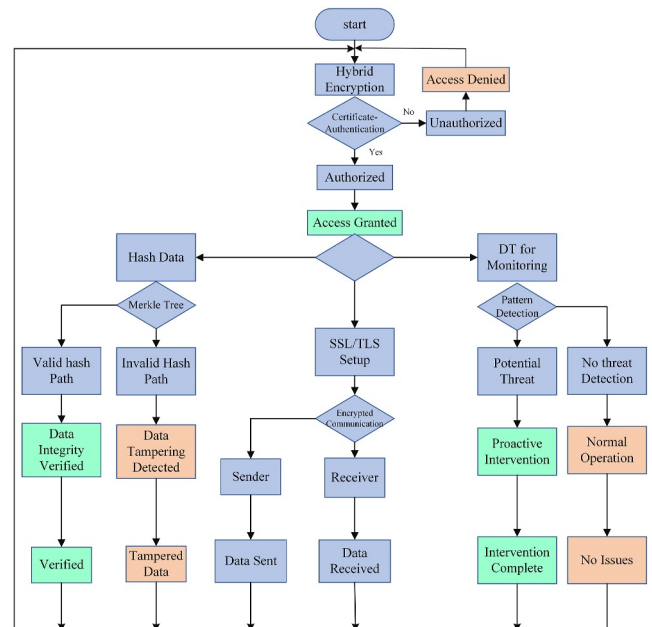 start
Hybrid
Encryption
Access Denied
Certificate-
Authentication
No
Unauthorized
Yes
Authorized
Access Granted
Hash Data
DT for
Monitoring
Merkle Tree
Pattern
Detection
SSL/TLS
Setup
Valid hash
Path
Invalid Hash
Path
Potential
Threat
No threat
Detection
Encrypted
Communication
Data
Integrity
Verified
Data
Tampering
Detected
Proactive
Intervention
Normal
Operation
Sender
Receiver
Verified
Tampered
Data
Data Sent
Data
Received
Intervention
Complete
No Issues